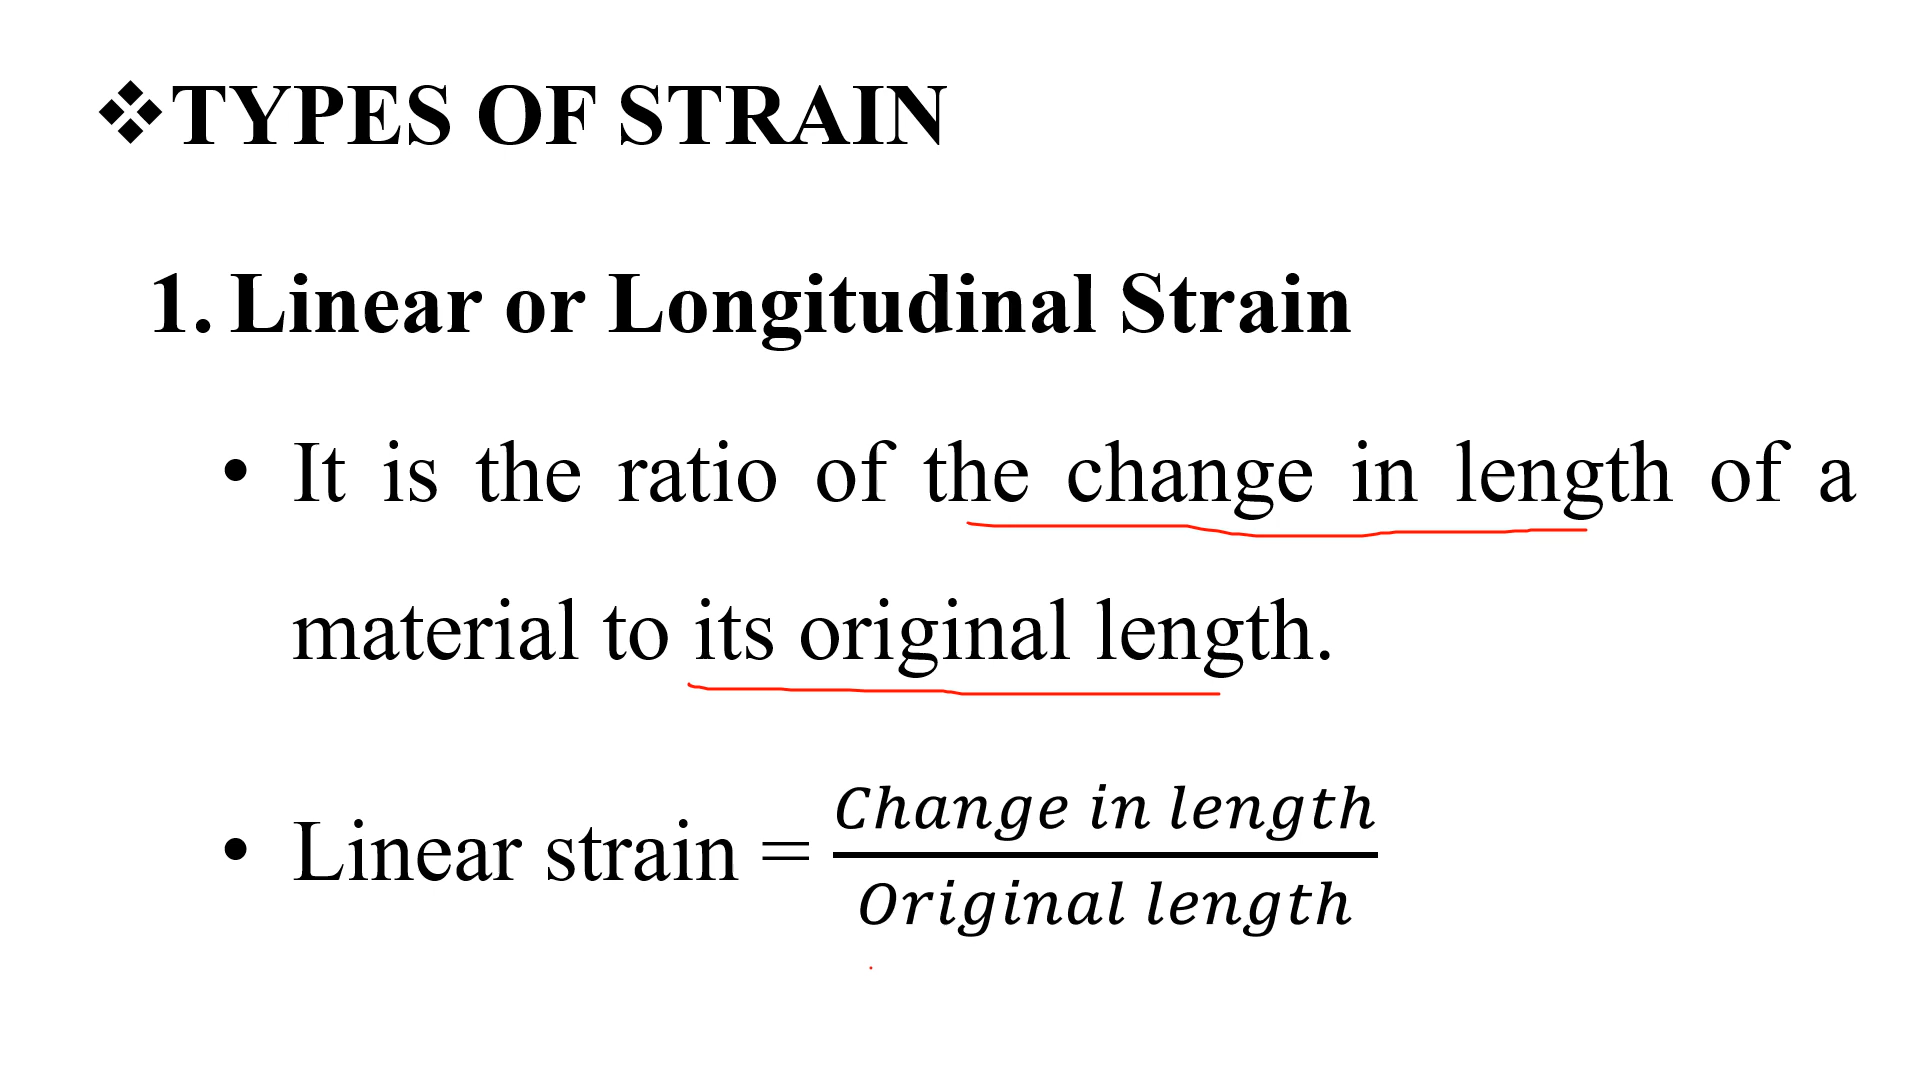 ❖TYPES OF STRAIN
1. Linear or Longitudinal Strain
• It is the ratio of the change in length of a
material to its original length.
• Linear strain = Change in length / Original length